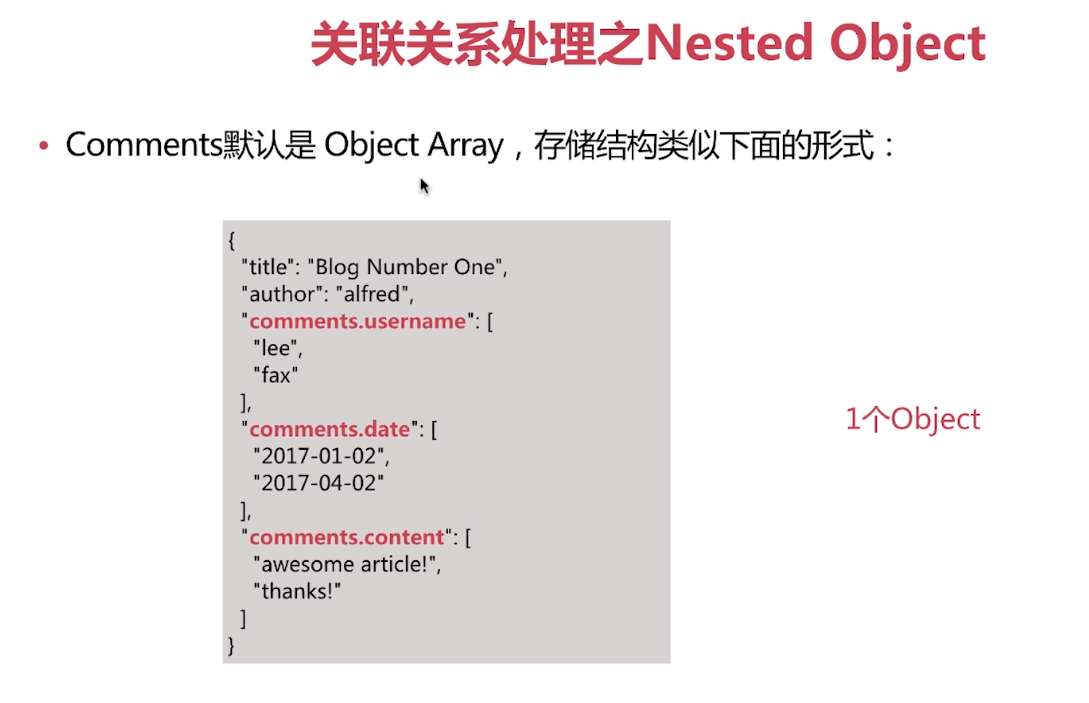 关联关系处理之Nested Object
• Comments默认是 Object Array，存储结构类似下面的形式：
{
"title": "Blog Number One",
"author": "alfred",
"comments.username": [
"lee",
"fax"
],
"comments.date": [
"2017-01-02",
"2017-04-02"
],
"comments.content": [
"awesome article!",
"thanks!"
]
}
1个Object